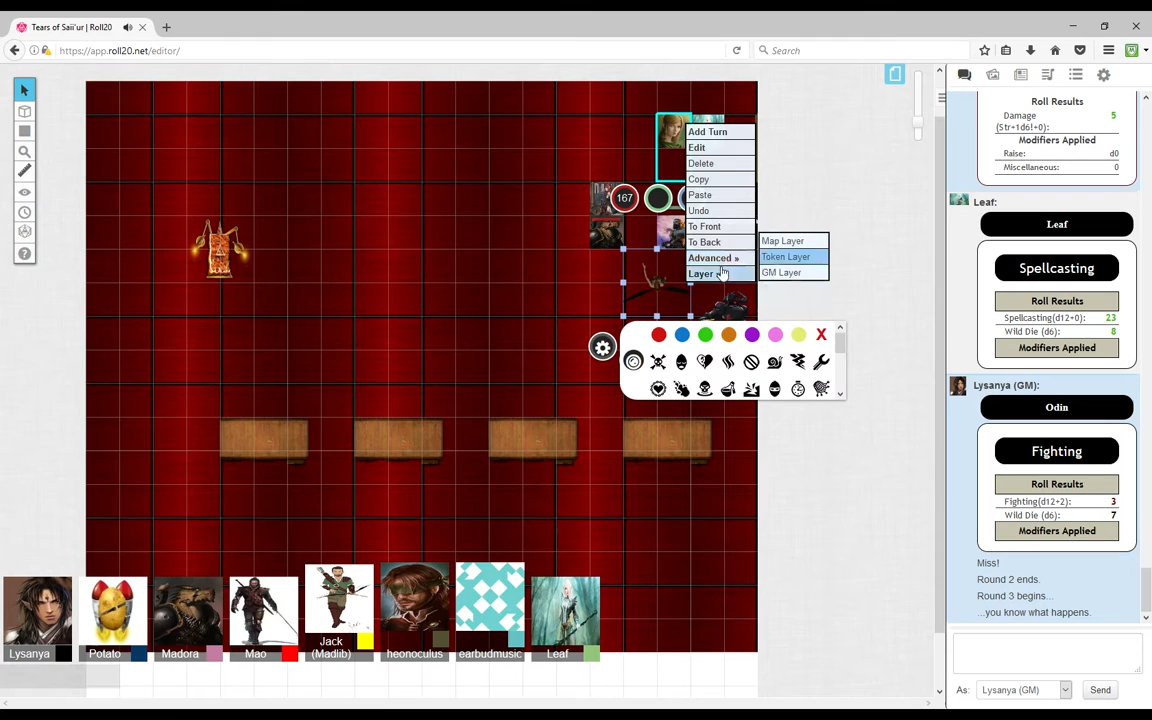 Tears of Saii'ur | Roll20
https://app.roll20.net/editor/
Search
Add Turn
Edit
Delete
Copy
Paste
Undo
To Front
To Back
Advanced »
Layer
Map Layer
Token Layer
GM Layer
167
X
Lysanya
Potato
Madora
Mao
Jack
(Madlib)
heonoculus
earbudmusic
Leaf
Roll Results
Damage 5
(Str+1d6!+0):
Modifiers Applied
Raise: d0
Miscellaneous: 0
Leaf:
Leaf
Spellcasting
Roll Results
Spellcasting(d12+0): 23
Wild Die (d6): 8
Modifiers Applied
Lysanya (GM):
Odin
Fighting
Roll Results
Fighting(d12+2): 3
Wild Die (d6): 7
Modifiers Applied
Miss!
Round 2 ends.
Round 3 begins...
...you know what happens.
As: Lysanya (GM) Send